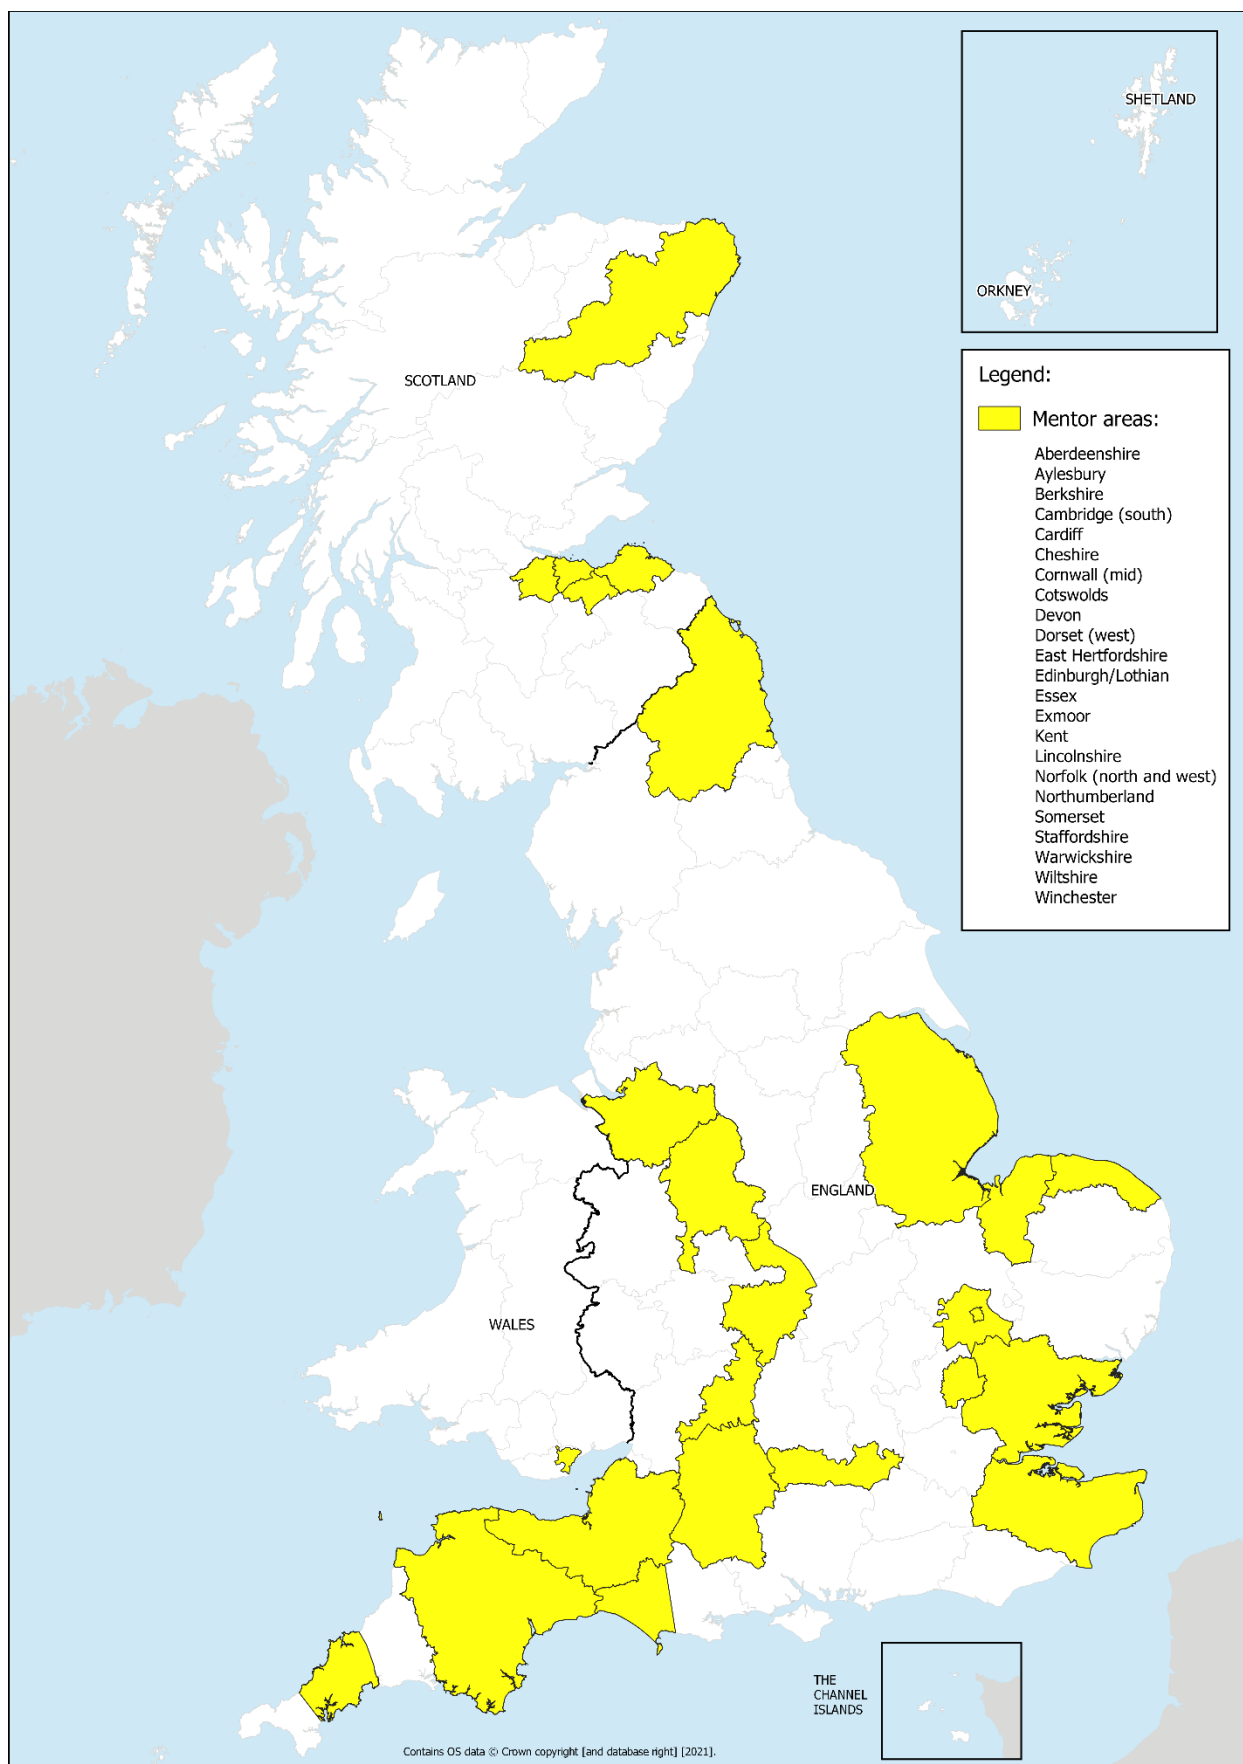 SHETLAND
ORKNEY
SCOTLAND
Legend:
Mentor areas:
Aberdeenshire
Aylesbury
Berkshire
Cambridge (south)
Cardiff
Cheshire
Cornwall (mid)
Cotswolds
Devon
Dorset (west)
East Hertfordshire
Edinburgh/Lothian
Essex
Exmoor
Kent
Lincolnshire
Norfolk (north and west)
Northumberland
Somerset
Staffordshire
Warwickshire
Wiltshire
Winchester
ENGLAND
WALES
THE
CHANNEL
ISLANDS
Contains OS data © Crown copyright [and database right] [2021].